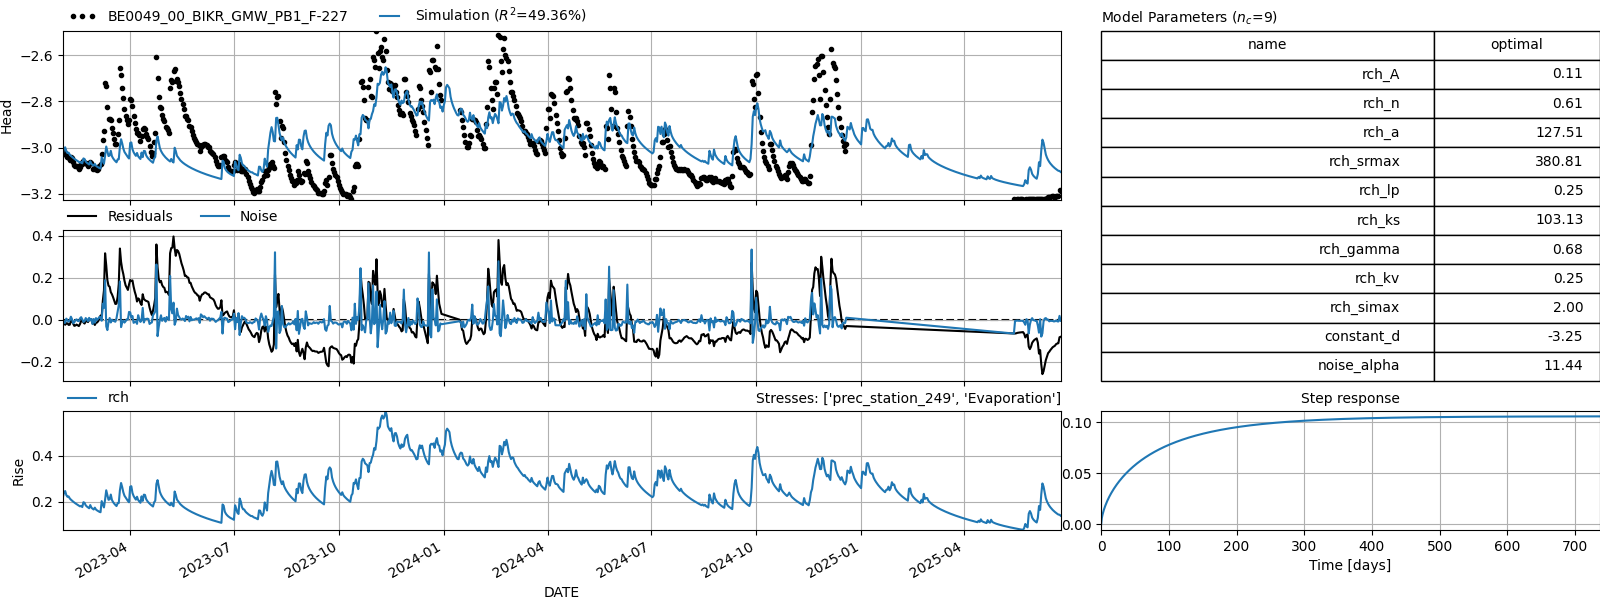 BE0049_00_BIKR_GMW_PB1_F-227
Simulation (R²=49.36%)
Head
−2.6
−2.8
−3.0
−3.2
Residuals
Noise
0.4
0.2
0.0
−0.2
rch
Stresses: ['prec_station_249', 'Evaporation']
Rise
0.4
0.2
2023-04
2023-07
2023-10
2024-01
2024-04
2024-07
2024-10
2025-01
2025-04
DATE
Model Parameters (n_c=9)
name optimal
rch_A 0.11
rch_n 0.61
rch_a 127.51
rch_srmax 380.81
rch_lp 0.25
rch_ks 103.13
rch_gamma 0.68
rch_kv 0.25
rch_simax 2.00
constant_d -3.25
noise_alpha 11.44
Step response
0.10
0.05
0.00
0 100 200 300 400 500 600 700
Time [days]